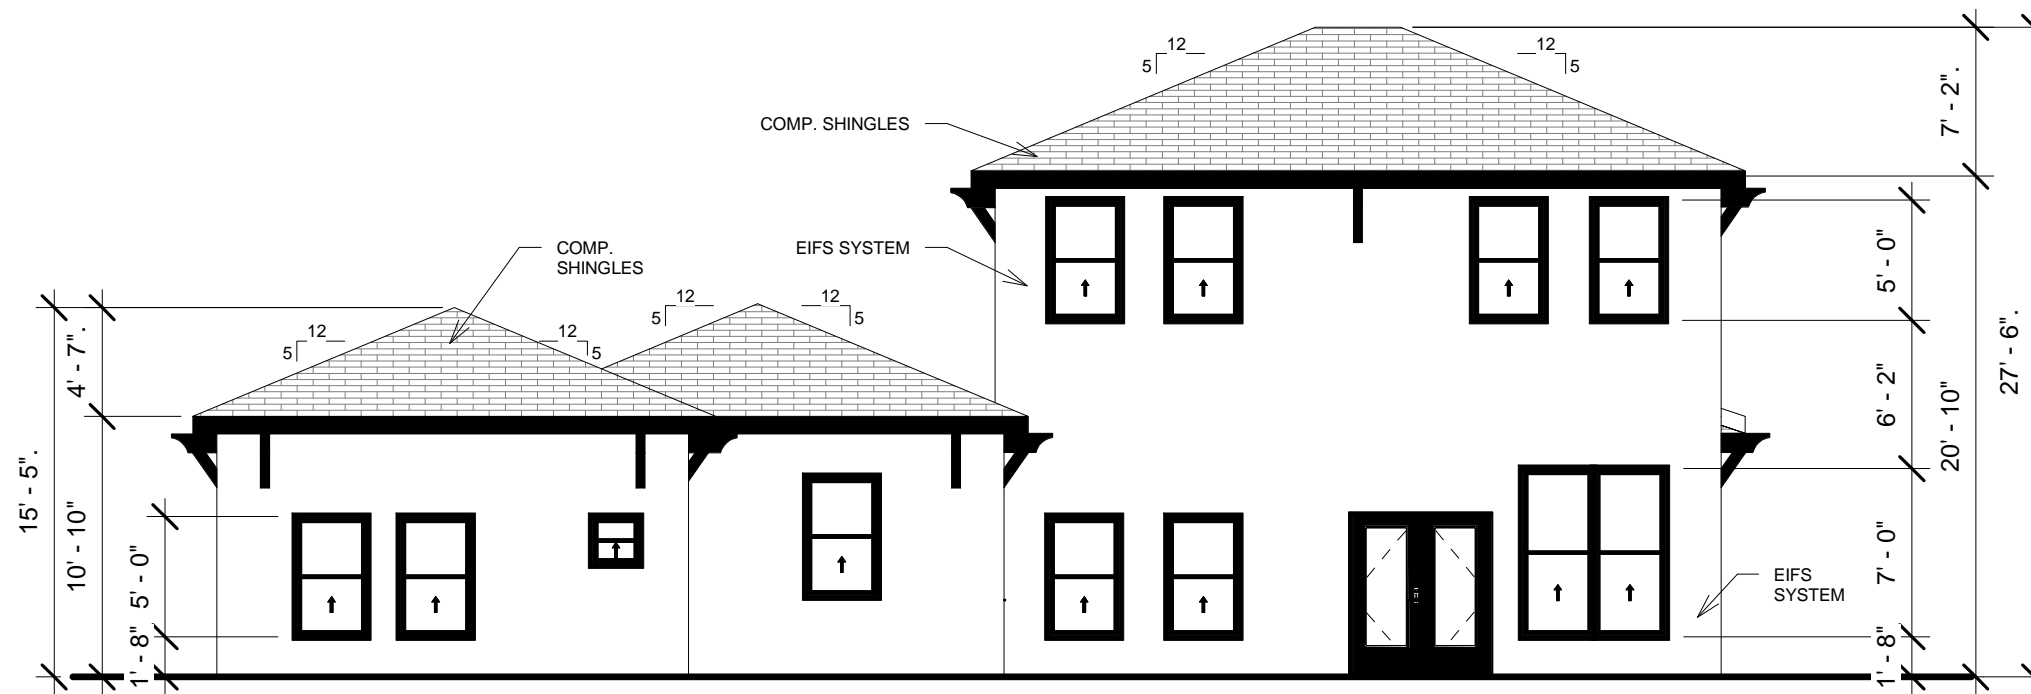 12
5
12
5
COMP. SHINGLES
7' - 2".
EIFS SYSTEM
COMP.
SHINGLES
5' - 0"
12
5
12
5
12
5
12
5
4' - 7".
27' - 6".
6' - 2"
20' - 10"
15' - 5".
10' - 10"
5' - 0"
7' - 0"
EIFS
SYSTEM
1' - 8"
1' - 8"